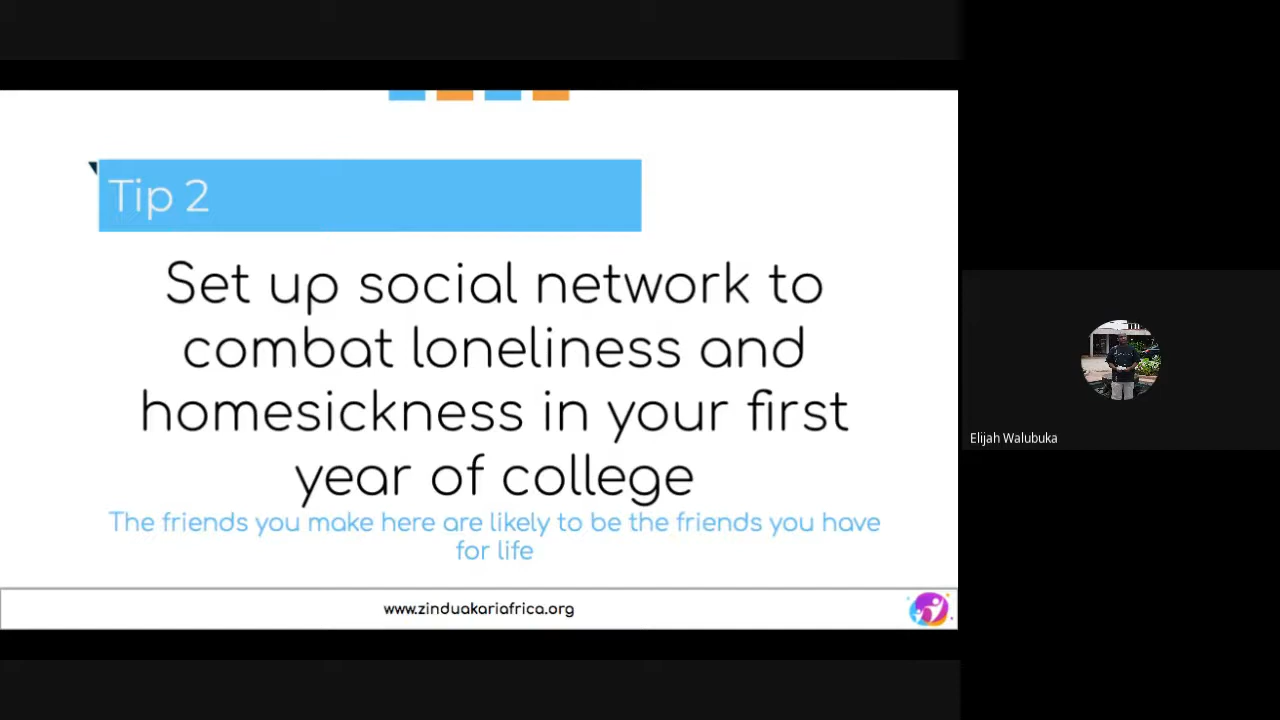 Tip 2
Set up social network to
combat loneliness and
homesickness in your first
year of college
The friends you make here are likely to be the friends you have
for life
www.zinduakariafrica.org
Elijah Walubuka